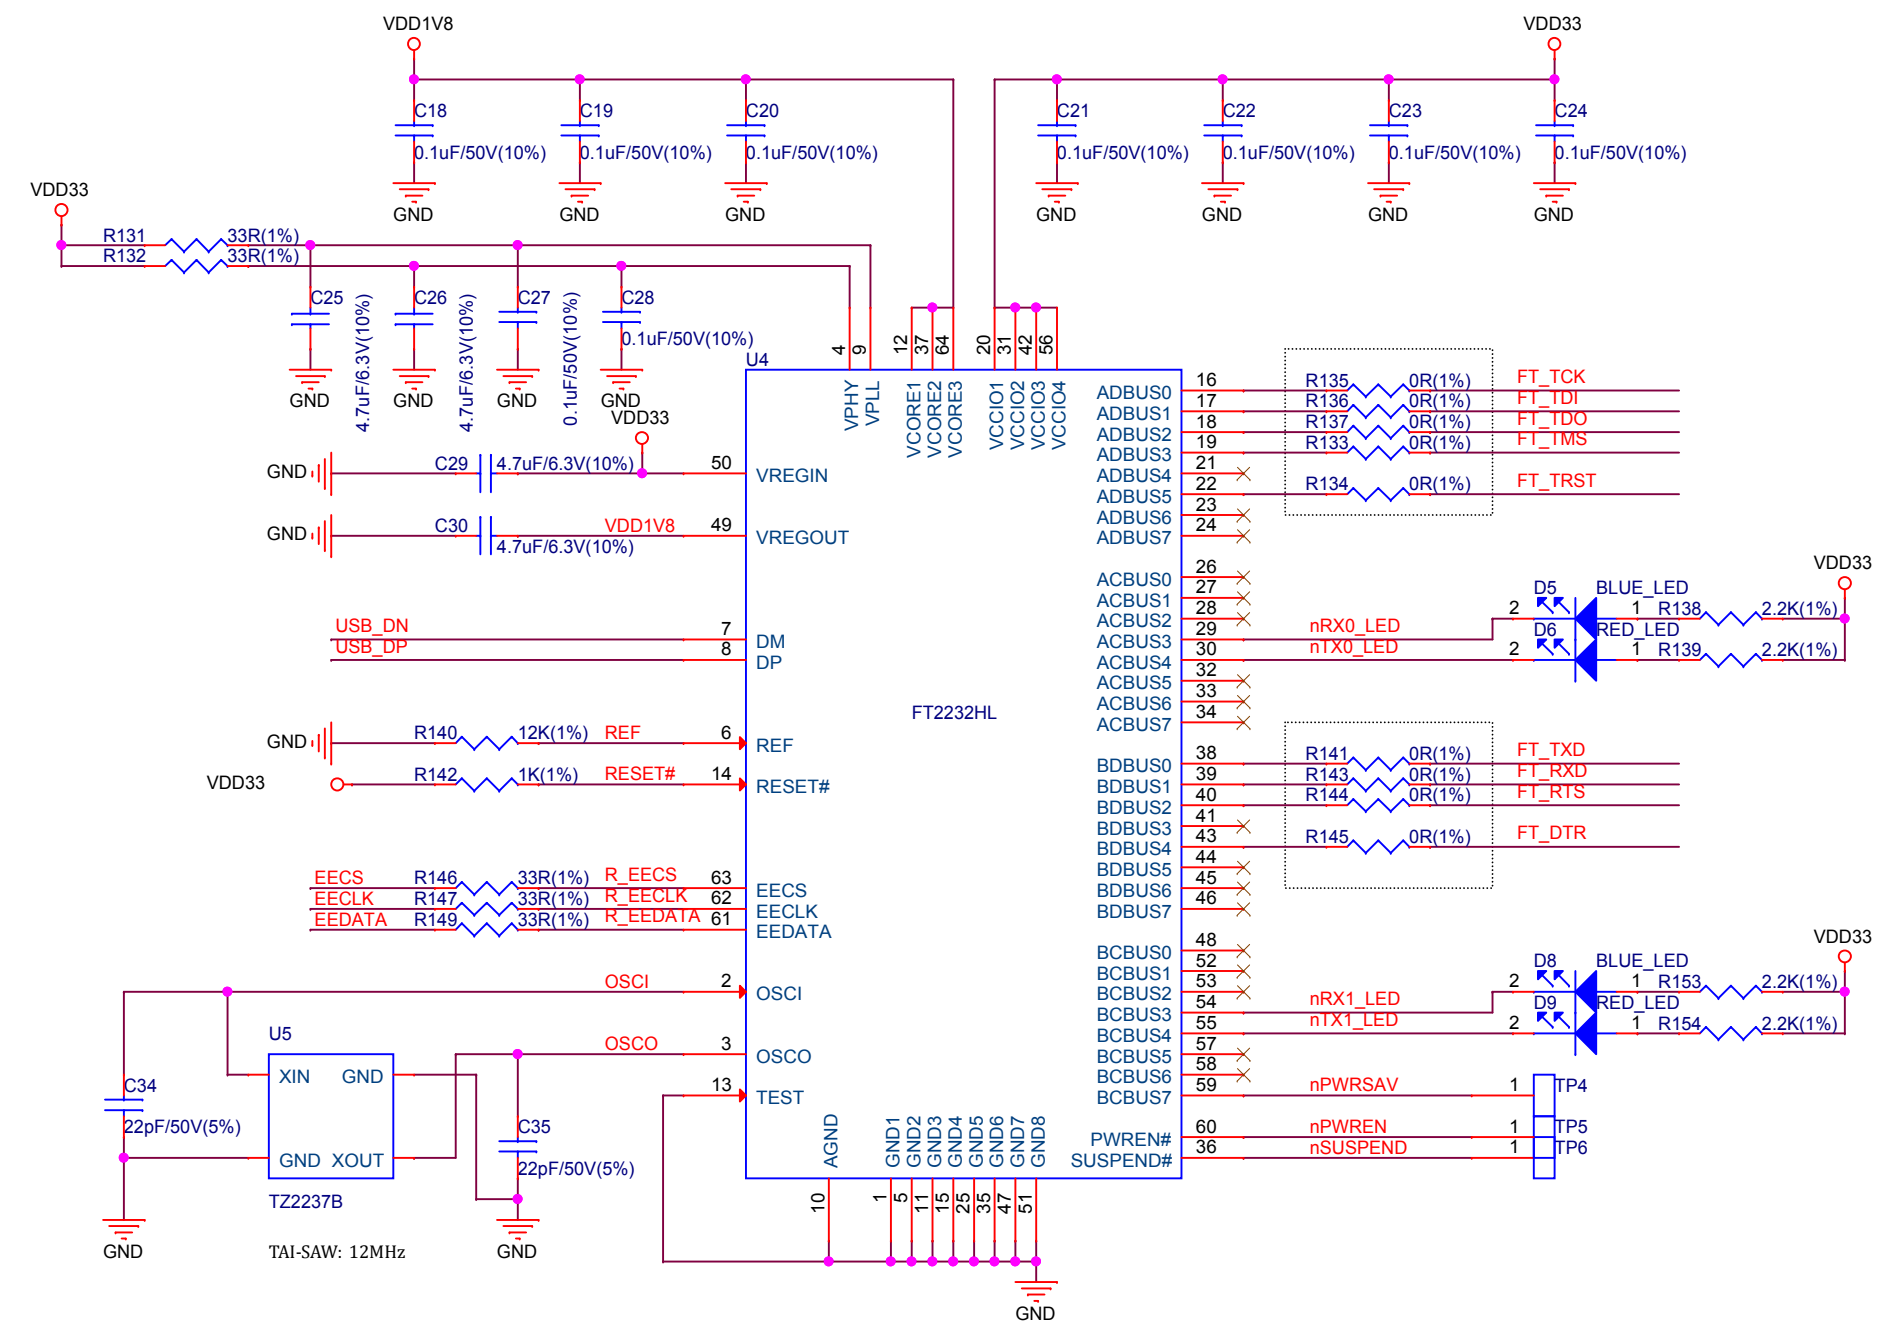 VDD1V8
VDD33
C18
C19
C20
C21
C22
C23
C24
0.1uF/50V(10%)
0.1uF/50V(10%)
0.1uF/50V(10%)
0.1uF/50V(10%)
0.1uF/50V(10%)
0.1uF/50V(10%)
0.1uF/50V(10%)
GND
GND
GND
GND
GND
GND
GND
VDD33
R131 33R(1%)
R132 33R(1%)
C25
4.7uF/6.3V(10%)
C26
4.7uF/6.3V(10%)
C27
0.1uF/50V(10%)
C28
0.1uF/50V(10%)
GND
GND
GND
GND
VDD33
U4
4 VPHY
9 VPLL
12 VCORE1
37 VCORE2
64 VCORE3
20 VCCIO1
31 VCCIO2
42 VCCIO3
56 VCCIO4
GND C29 4.7uF/6.3V(10%) 50 VREGIN
GND C30 4.7uF/6.3V(10%) VDD1V8 49 VREGOUT
USB_DN 7 DM
USB_DP 8 DP
GND R140 12K(1%) REF 6 REF
VDD33 R142 1K(1%) RESET# 14 RESET#
EECS R146 33R(1%) R_EECS 63 EECS
EECLK R147 33R(1%) R_EECLK 62 EECLK
EEDATA R149 33R(1%) R_EEDATA 61 EEDATA
OSCI 2 OSCI
OSCO 3 OSCO
13 TEST
U5
XIN GND
GND XOUT
TZ2237B
TAI-SAW: 12MHz
C34
22pF/50V(5%)
GND
C35
22pF/50V(5%)
GND
FT2232HL
ADBUS0 16 R135 0R(1%) FT_TCK
ADBUS1 17 R136 0R(1%) FT_TDI
ADBUS2 18 R137 0R(1%) FT_TDO
ADBUS3 19 R133 0R(1%) FT_TMS
ADBUS4 21
ADBUS5 22 R134 0R(1%) FT_TRST
ADBUS6 23
ADBUS7 24
ACBUS0 26
ACBUS1 27
ACBUS2 28
ACBUS3 29 nRX0_LED 2 D5 BLUE_LED 1 R138 2.2K(1%) VDD33
ACBUS4 30 nTX0_LED 2 D6 RED_LED 1 R139 2.2K(1%)
ACBUS5 32
ACBUS6 33
ACBUS7 34
BDBUS0 38 R141 0R(1%) FT_TXD
BDBUS1 39 R143 0R(1%) FT_RXD
BDBUS2 40 R144 0R(1%) FT_RTS
BDBUS3 41
BDBUS4 43 R145 0R(1%) FT_DTR
BDBUS5 44
BDBUS6 45
BDBUS7 46
BCBUS0 48
BCBUS1 52
BCBUS2 53
BCBUS3 54 nRX1_LED 2 D8 BLUE_LED 1 R153 2.2K(1%) VDD33
BCBUS4 55 nTX1_LED 2 D9 RED_LED 1 R154 2.2K(1%)
BCBUS5 57
BCBUS6 58
BCBUS7 59 nPWRSAV 1 TP4
PWREN# 60 nPWREN 1 TP5
SUSPEND# 36 nSUSPEND 1 TP6
AGND 10
GND1 1
GND2 5
GND3 11
GND4 15
GND5 25
GND6 35
GND7 47
GND8 51
GND